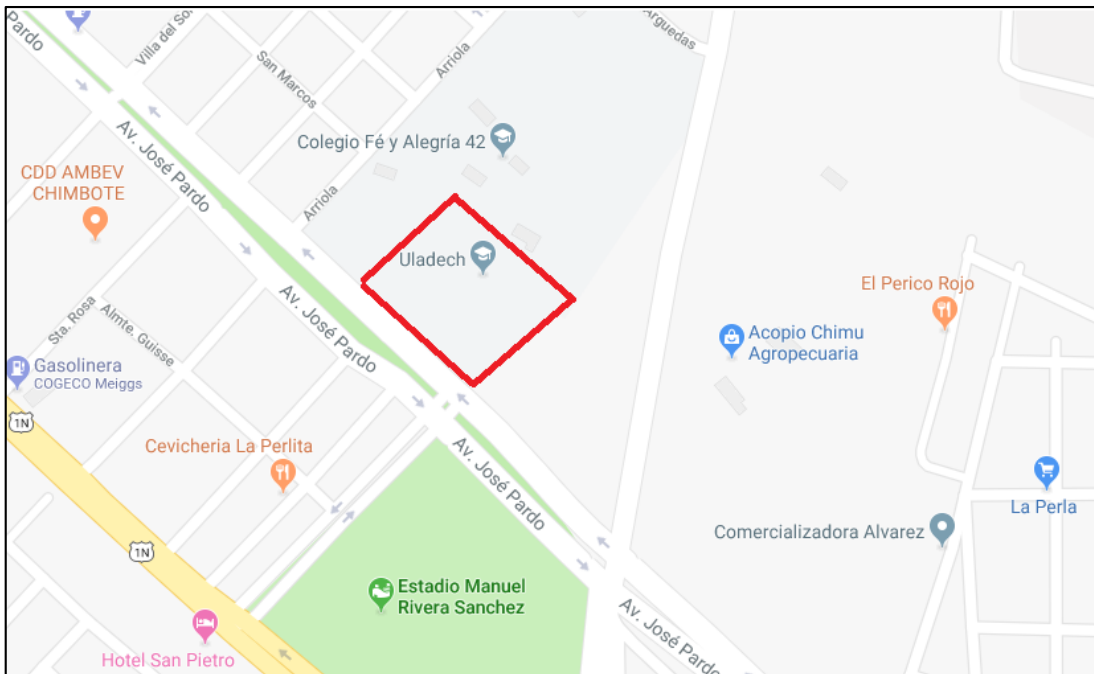 Pardo
Villa del Sol
San Marcos
Arriola
Arguedas
Colegio Fé y Alegría 42
Av. José Pardo
CDD AMBEV
CHIMBOTE
Arriola
Uladech
El Perico Rojo
Av. José Pardo
Sta. Rosa
Almte. Guisse
Acopio Chimu
Agropecuaria
Gasolinera
COGECO Meiggs
1N
Cevicheria La Perlita
Av. José Pardo
La Perla
Comercializadora Alvarez
1N
Estadio Manuel
Rivera Sanchez
Av. José Pardo
Hotel San Pietro